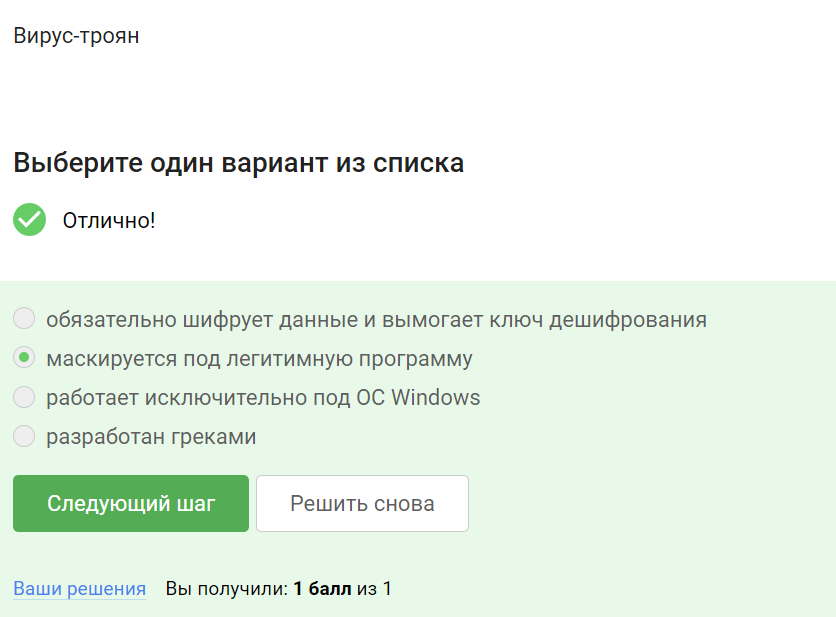 Вирус-троян
Выберите один вариант из списка
Отлично!
обязательно шифрует данные и вымогает ключ дешифрования
маскируется под легитимную программу
работает исключительно под ОС Windows
разработан греками
Следующий шаг Решить снова
Ваши решения Вы получили: 1 балл из 1